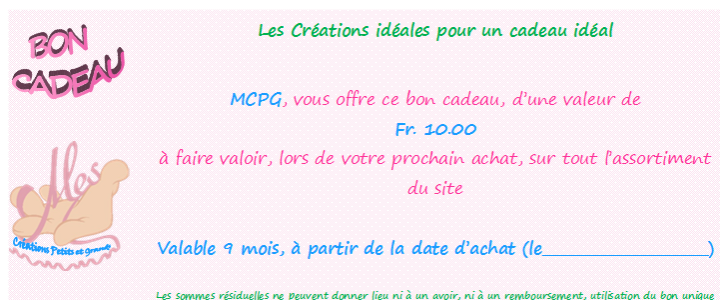 BON
CADEAU
Les Créations idéales pour un cadeau idéal
MCPG, vous offre ce bon cadeau, d'une valeur de
Fr. 10.00
à faire valoir, lors de votre prochain achat, sur tout l'assortiment
du site
Mes
Créations Petits et grands
Valable 9 mois, à partir de la date d'achat (le__________________)
Les sommes résiduelles ne peuvent donner lieu ni à un avoir, ni à un remboursement, utilisation du bon unique